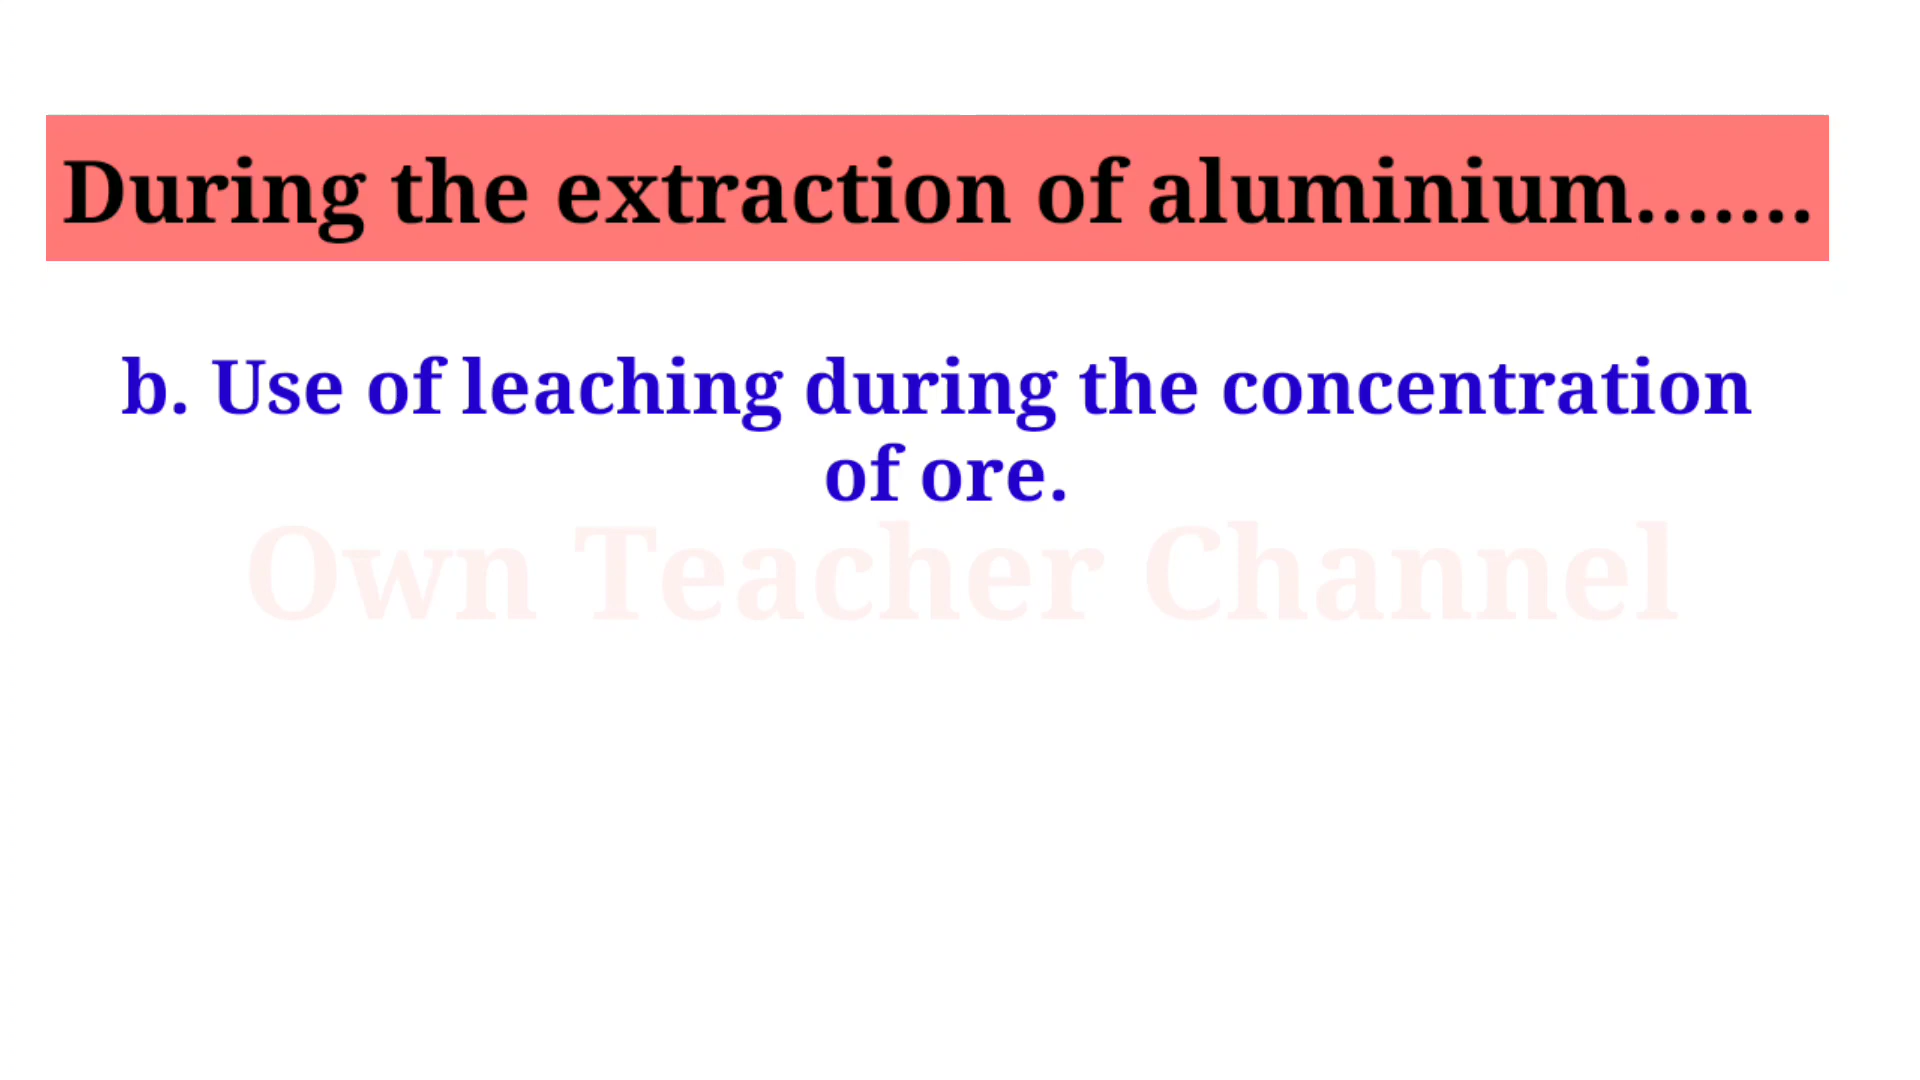 During the extraction of aluminium.......
b. Use of leaching during the concentration
of ore.
Own Teacher Channel